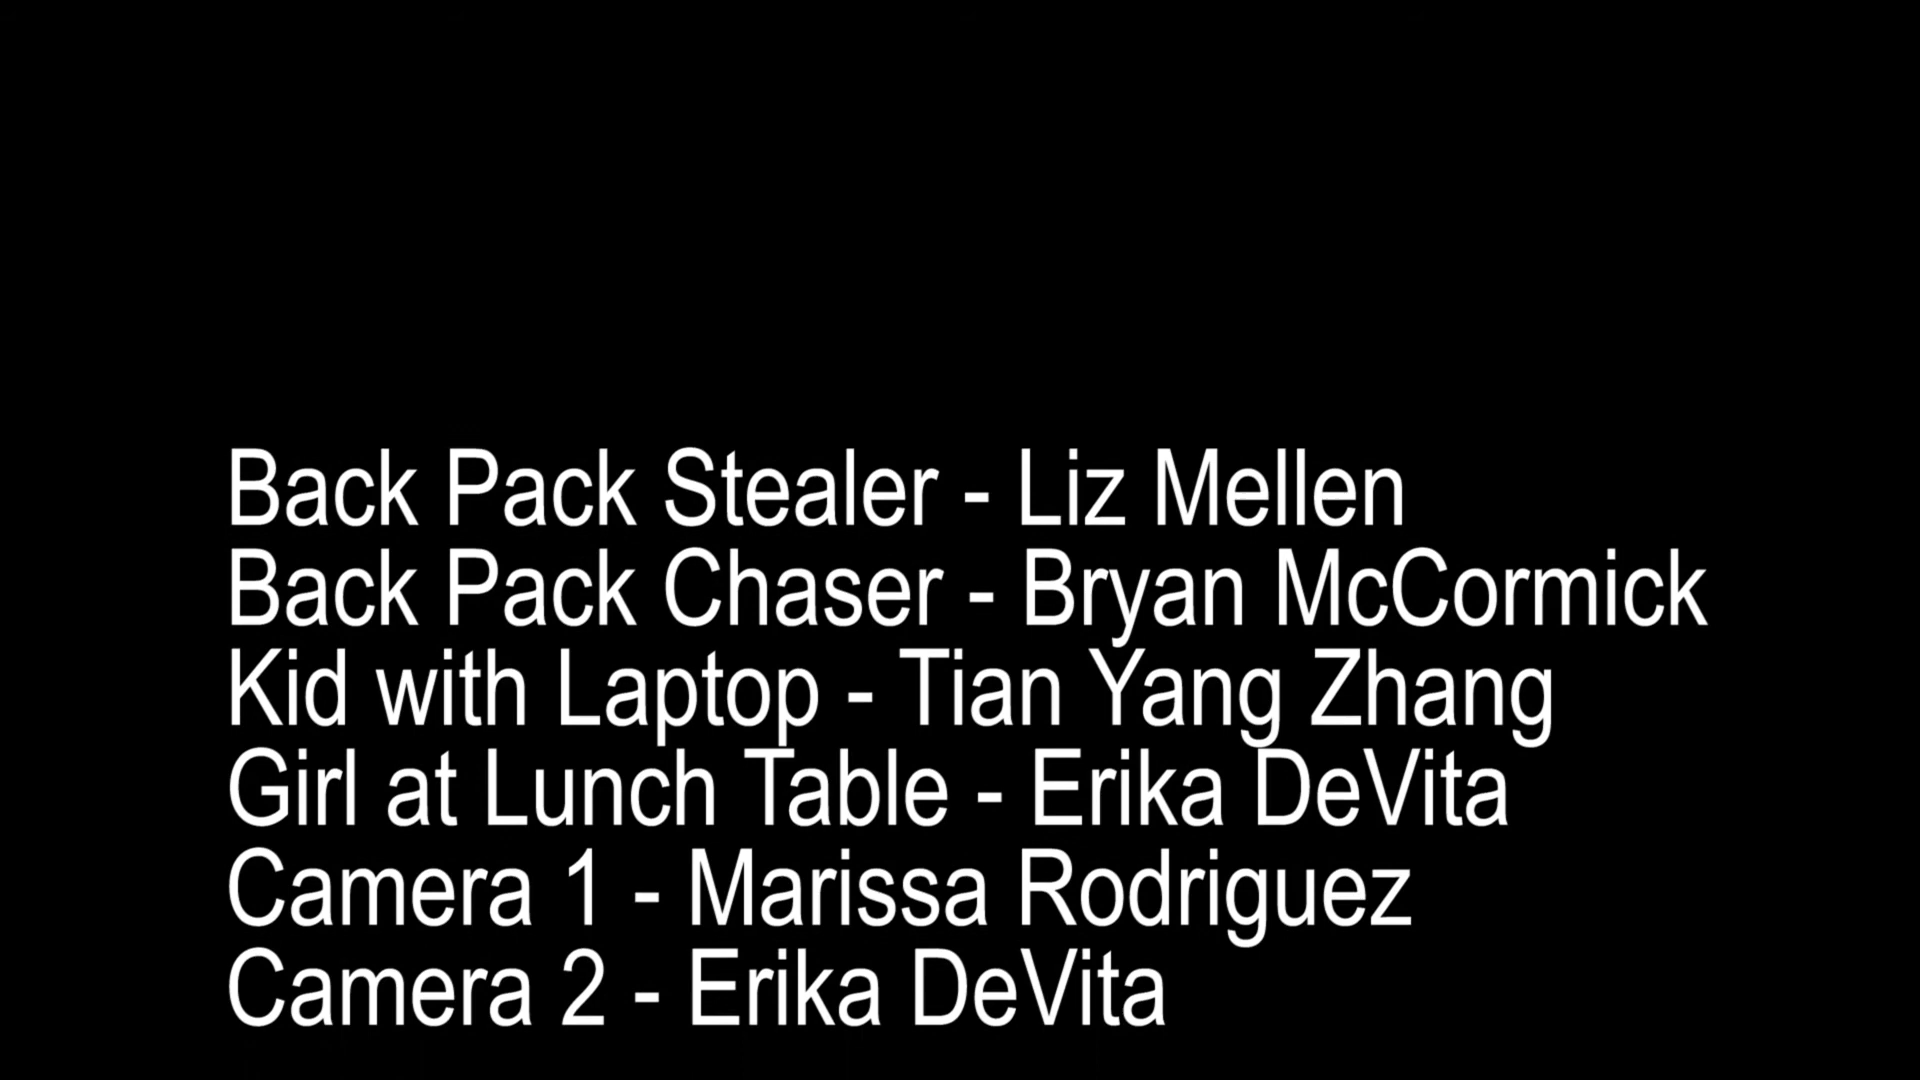 Back Pack Stealer - Liz Mellen
Back Pack Chaser - Bryan McCormick
Kid with Laptop - Tian Yang Zhang
Girl at Lunch Table - Erika DeVita
Camera 1 - Marissa Rodriguez
Camera 2 - Erika DeVita